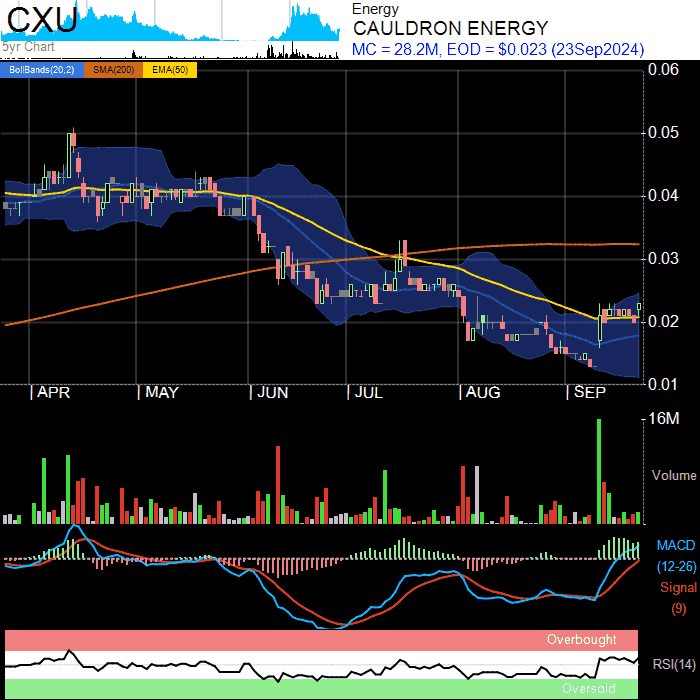 CXU
5yr Chart
Energy
CAULDRON ENERGY
MC = 28.2M, EOD = $0.023 (23Sep2024)
BollBands(20,2) SMA(200) EMA(50)
0.06
0.05
0.04
0.03
0.02
0.01
APR MAY JUN JUL AUG SEP
16M
Volume
MACD
(12-26)
Signal
(9)
Overbought
RSI(14)
Oversold